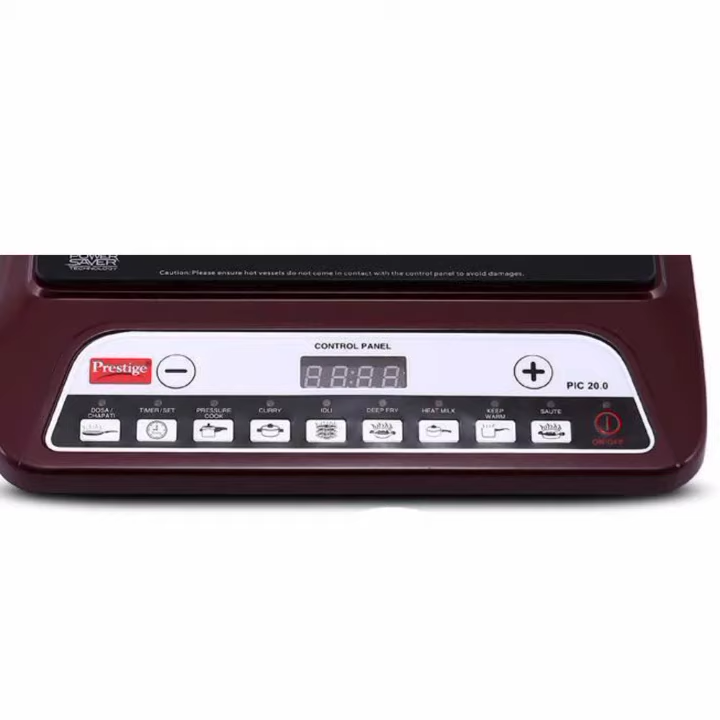 POWER
SAVER
TECHNOLOGY
Caution:Please ensure hot vessels do not come in contact with the control panel to avoid damages.
CONTROL PANEL
Prestige
−
88:88
+
PIC 20.0
DOSA/
CHAPATI
TIMER/SET
PRESSURE
COOK
CURRY
IDLI
DEEP FRY
HEAT MILK
KEEP
WARM
SAUTE
ON/OFF